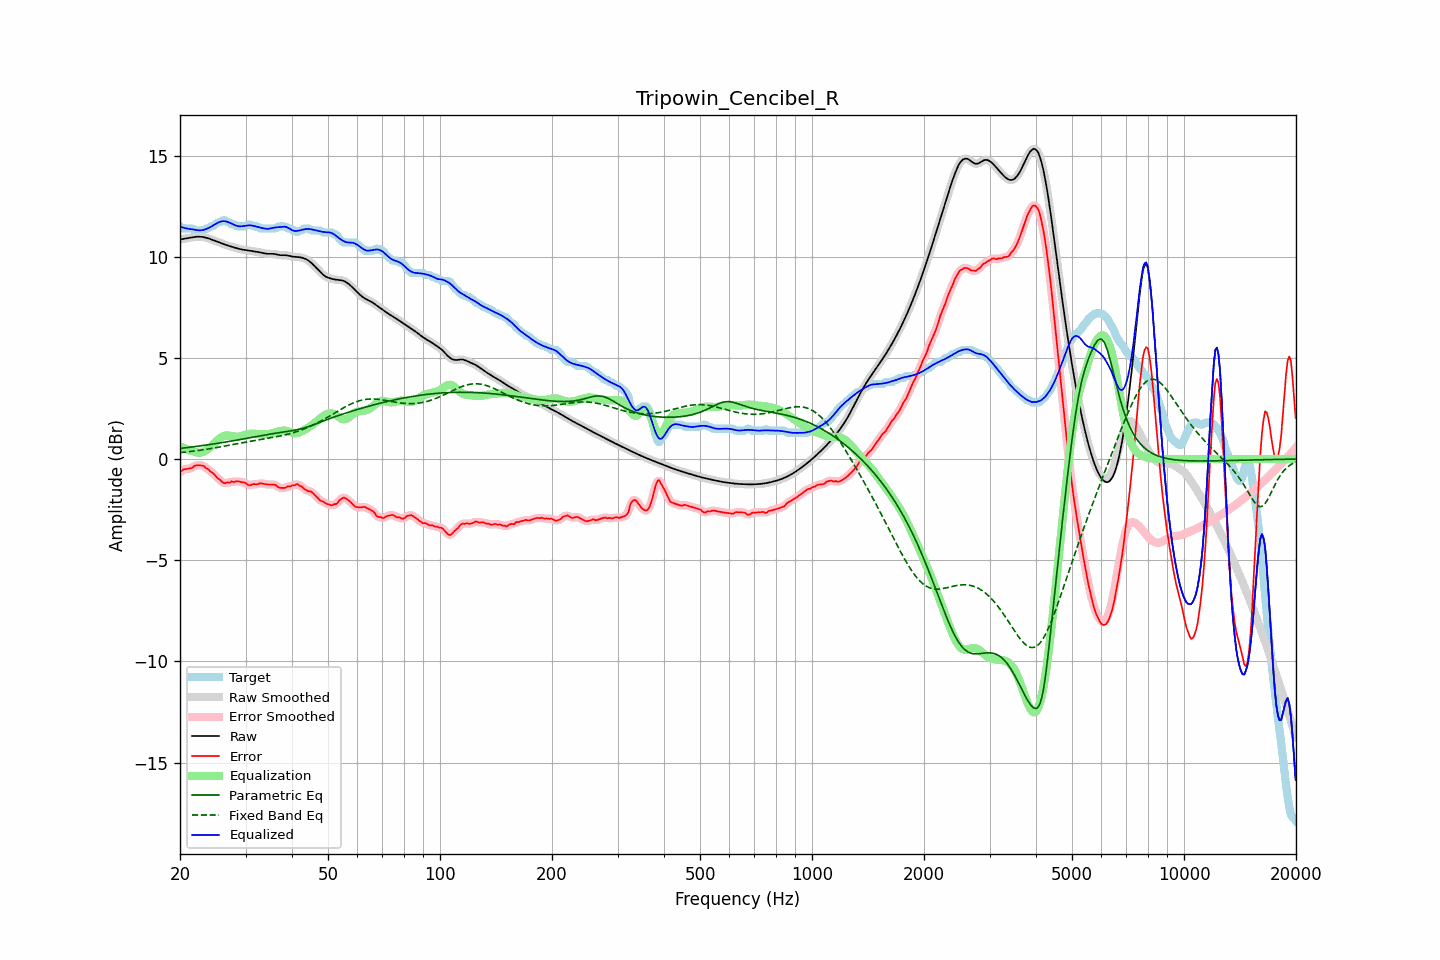 Tripowin_Cencibel_R
Amplitude (dBr)
15
10
5
0
−5
−10
−15
Target
Raw Smoothed
Error Smoothed
Raw
Error
Equalization
Parametric Eq
Fixed Band Eq
Equalized
20 50 100 200 500 1000 2000 5000 10000 20000
Frequency (Hz)